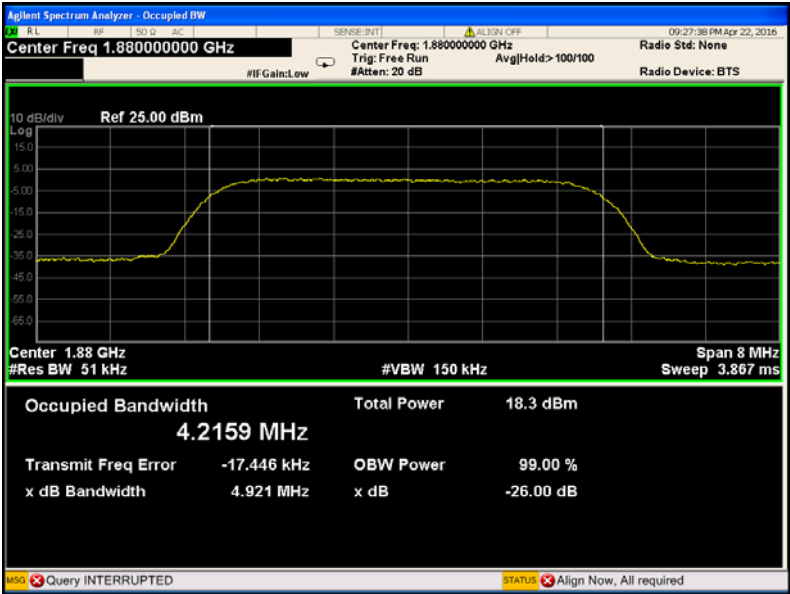 Agilent Spectrum Analyzer - Occupied BW
RL RF 50 Ω AC SENSE:INT ALIGN OFF 09:27:38 PM Apr 22, 2016
Center Freq 1.880000000 GHz Center Freq: 1.880000000 GHz Radio Std: None
Trig: Free Run Avg|Hold:>100/100
#IFGain:Low #Atten: 20 dB Radio Device: BTS
10 dB/div Ref 25.00 dBm
Log
15.0
5.00
-5.00
-15.0
-25.0
-35.0
-45.0
-55.0
-65.0
Center 1.88 GHz Span 8 MHz
#Res BW 51 kHz #VBW 150 kHz Sweep 3.867 ms
Occupied Bandwidth Total Power 18.3 dBm
4.2159 MHz
Transmit Freq Error -17.446 kHz OBW Power 99.00 %
x dB Bandwidth 4.921 MHz x dB -26.00 dB
MSG Query INTERRUPTED STATUS Align Now, All required